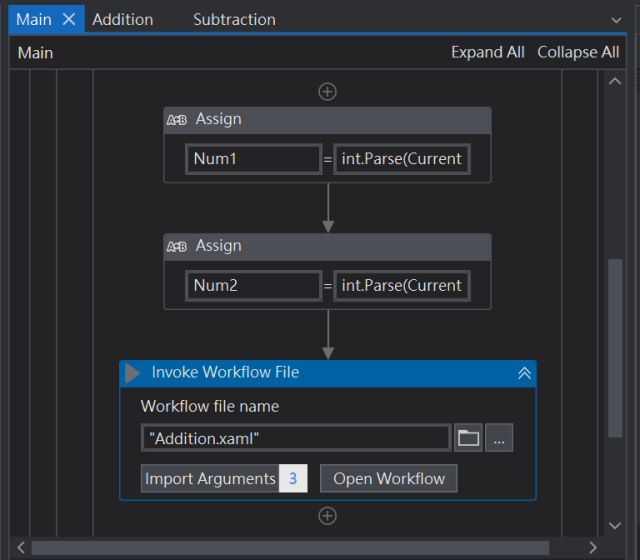 Main Addition Subtraction
Main Expand All Collapse All
Assign
Num1 = int.Parse(Current
Assign
Num2 = int.Parse(Current
Invoke Workflow File
Workflow file name
"Addition.xaml" ...
Import Arguments 3 Open Workflow